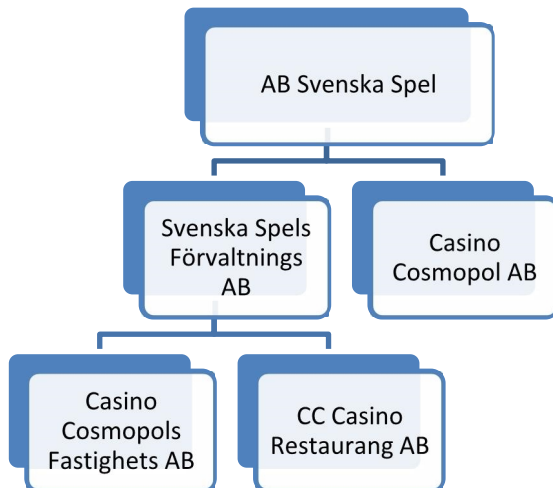 AB Svenska Spel
Svenska Spels
Förvaltnings
AB
Casino
Cosmopol AB
Casino
Cosmopols
Fastighets AB
CC Casino
Restaurang AB